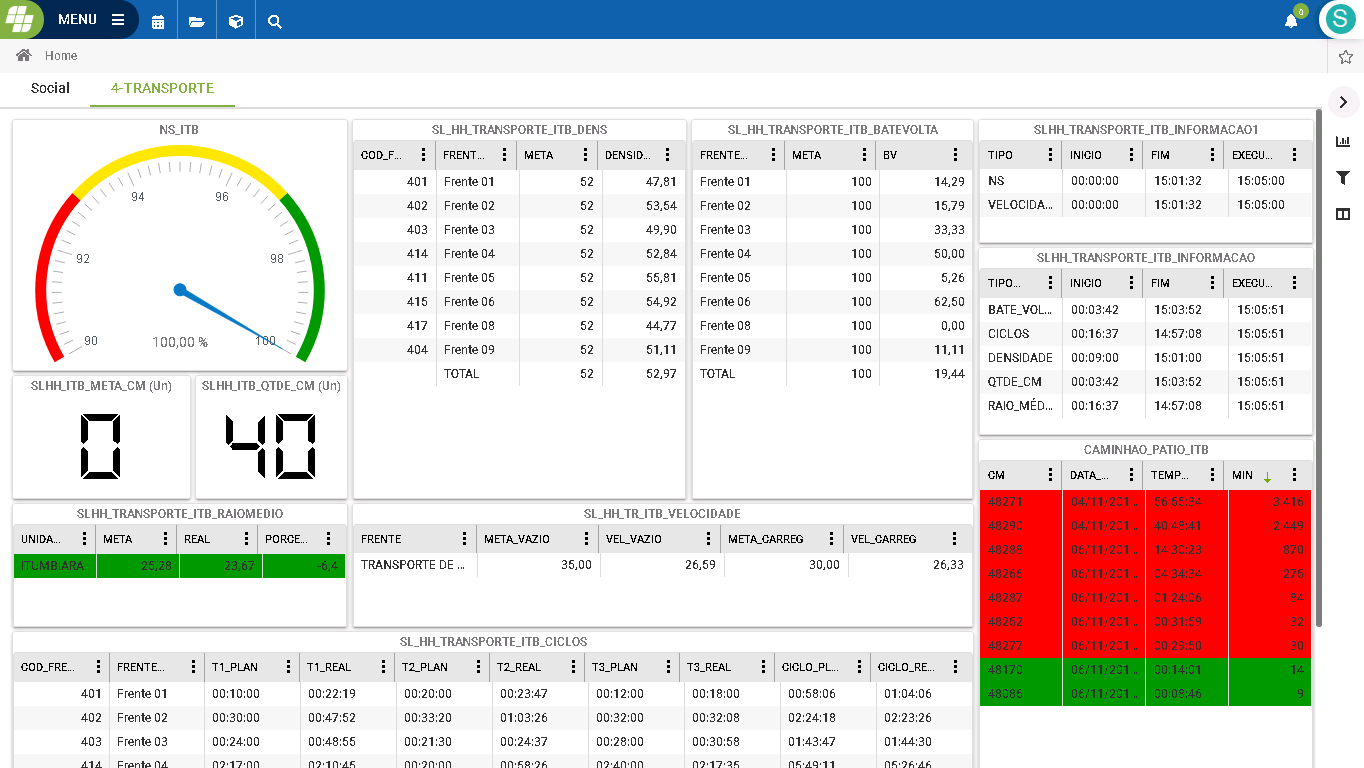 MENU
0
S
Home
Social
4-TRANSPORTE
NS_ITB
94 96
92 98
90 100
100,00 %
SLHH_ITB_META_CM (Un)
0
SLHH_ITB_QTDE_CM (Un)
40
SL_HH_TRANSPORTE_ITB_DENS
COD_F... FRENT... META DENSID...
401 Frente 01 52 47,81
402 Frente 02 52 53,54
403 Frente 03 52 49,90
414 Frente 04 52 52,84
411 Frente 05 52 55,81
415 Frente 06 52 54,92
417 Frente 08 52 44,77
404 Frente 09 52 51,11
TOTAL 52 52,97
SL_HH_TRANSPORTE_ITB_BATEVOLTA
FRENTE... META BV
Frente 01 100 14,29
Frente 02 100 15,79
Frente 03 100 33,33
Frente 04 100 50,00
Frente 05 100 5,26
Frente 06 100 62,50
Frente 08 100 0,00
Frente 09 100 11,11
TOTAL 100 19,44
SLHH_TRANSPORTE_ITB_INFORMACAO1
TIPO INICIO FIM EXECU...
NS 00:00:00 15:01:32 15:05:00
VELOCIDA... 00:00:00 15:01:32 15:05:00
SLHH_TRANSPORTE_ITB_INFORMACAO
TIPO... INICIO FIM EXECU...
BATE_VOL... 00:03:42 15:03:52 15:05:51
CICLOS 00:16:37 14:57:08 15:05:51
DENSIDADE 00:09:00 15:01:00 15:05:51
QTDE_CM 00:03:42 15:03:52 15:05:51
RAIO_MÉD... 00:16:37 14:57:08 15:05:51
SLHH_TRANSPORTE_ITB_RAIOMEDIO
UNIDA... META REAL PORCE...
ITUMBIARA 25,28 23,67 -6,4
SL_HH_TR_ITB_VELOCIDADE
FRENTE META_VAZIO VEL_VAZIO META_CARREG VEL_CARREG
TRANSPORTE DE ... 35,00 26,59 30,00 26,33
CAMINHAO_PATIO_ITB
CM DATA_... TEMP... MIN
48271 04/11/201... 56:55:34 3.416
48290 04/11/201... 40:48:41 2.449
48288 06/11/201... 14:30:23 870
48266 06/11/201... 04:34:34 275
48287 06/11/201... 01:24:06 84
48252 06/11/201... 00:31:59 32
48277 06/11/201... 00:29:50 30
48170 06/11/201... 00:14:01 14
48086 06/11/201... 00:08:46 9
SL_HH_TRANSPORTE_ITB_CICLOS
COD_FRE... FRENTE... T1_PLAN T1_REAL T2_PLAN T2_REAL T3_PLAN T3_REAL CICLO_PL... CICLO_RE...
401 Frente 01 00:10:00 00:22:19 00:20:00 00:23:47 00:12:00 00:18:00 00:58:06 01:04:06
402 Frente 02 00:30:00 00:47:52 00:33:20 01:03:26 00:32:00 00:32:08 02:24:18 02:23:26
403 Frente 03 00:24:00 00:48:55 00:21:30 00:24:37 00:28:00 00:30:58 01:43:47 01:44:30
414 Frente 04 02:17:00 02:10:45 00:20:00 00:58:26 02:40:00 02:17:35 05:49:11 05:26:46